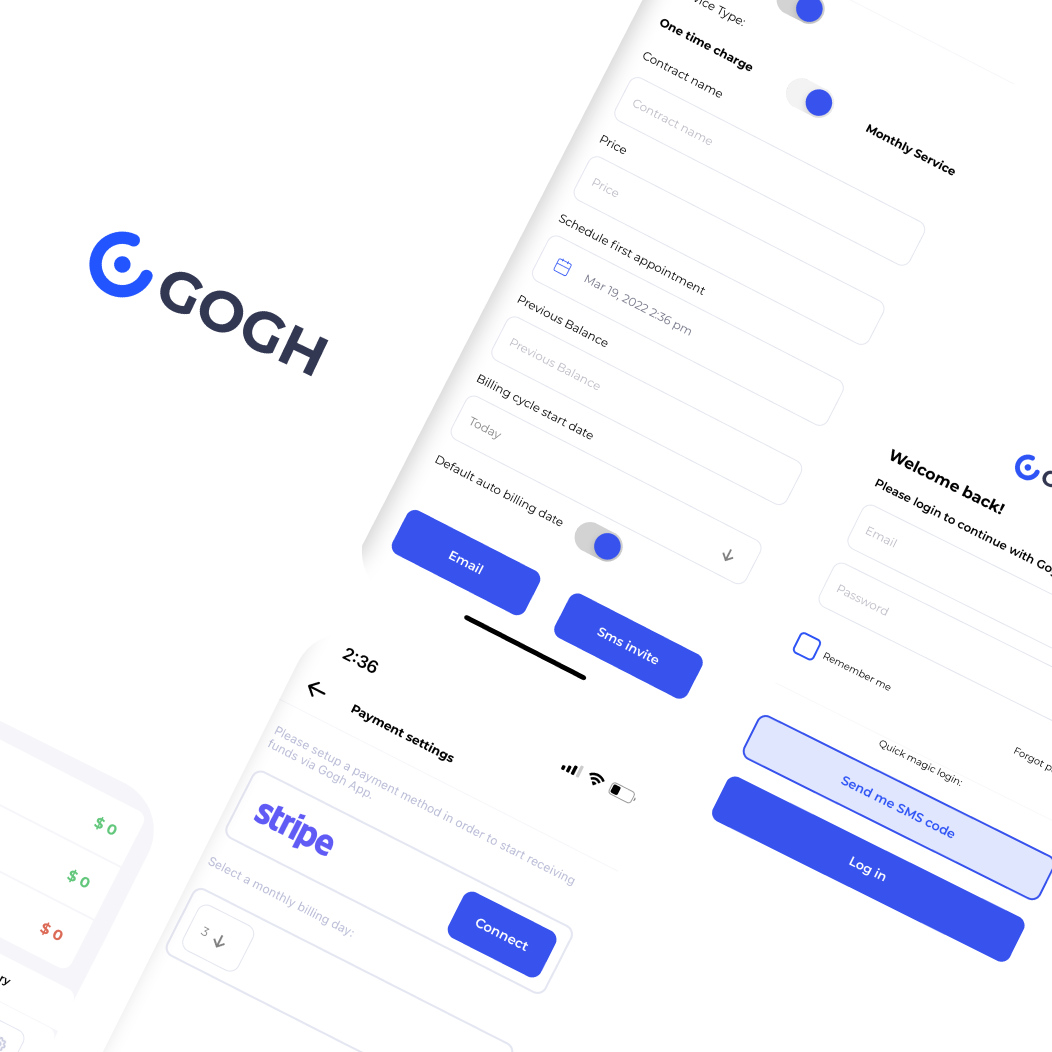 GOGH
Type:
One time charge
Monthly Service
Contract name
Contract name
Price
Price
Schedule first appointment
Mar 19, 2022 2:36 pm
Previous Balance
Previous Balance
Billing cycle start date
Today
Default auto billing date
Email
Sms invite
Welcome back!
Please login to continue with
Email
Password
Remember me
Forgot
Quick magic login:
Send me SMS code
Log in
2:36
Payment settings
Please setup a payment method in order to start receiving
funds via Gogh App.
stripe
Connect
Select a monthly billing day:
3
$ 0
$ 0
$ 0